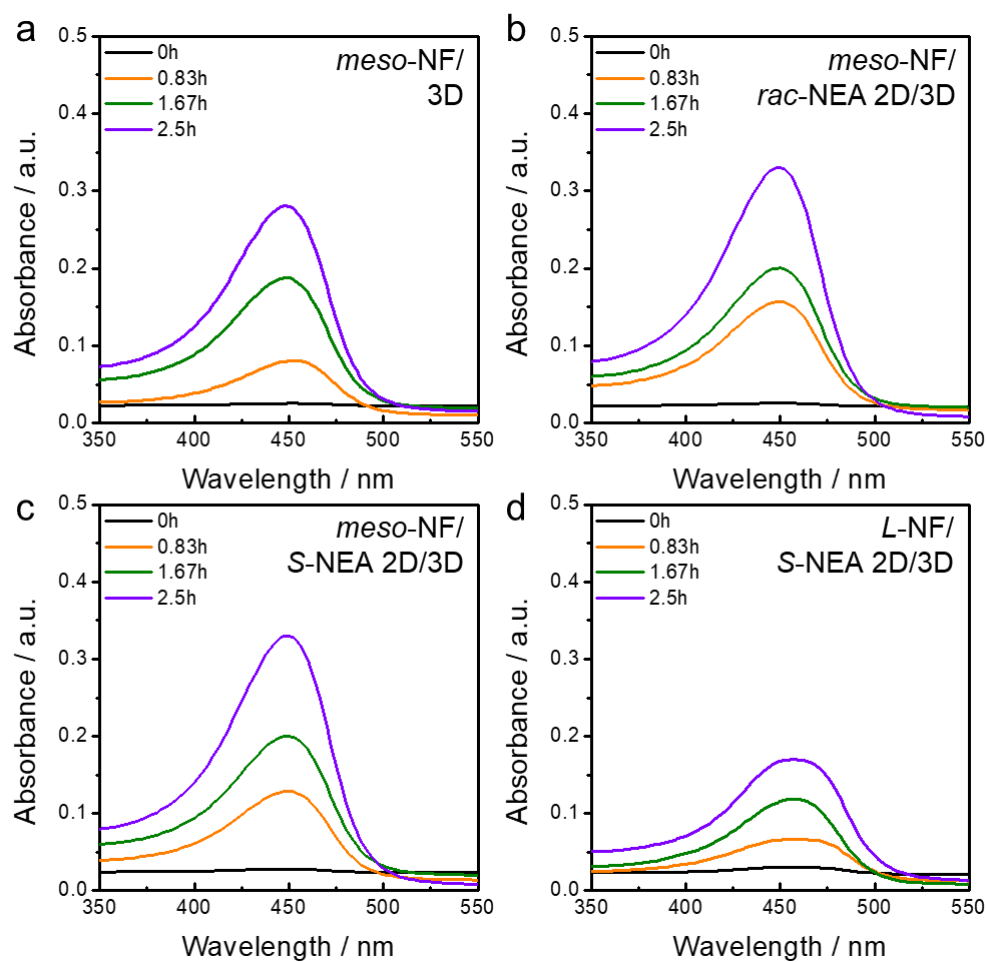 a
0.5
0.4
0.3
0.2
0.1
0.0
Absorbance / a.u.
0h
0.83h
1.67h
2.5h
meso-NF/
3D
350 400 450 500 550
Wavelength / nm
b
0.5
0.4
0.3
0.2
0.1
0.0
Absorbance / a.u.
0h
0.83h
1.67h
2.5h
meso-NF/
rac-NEA 2D/3D
350 400 450 500 550
Wavelength / nm
c
0.5
0.4
0.3
0.2
0.1
0.0
Absorbance / a.u.
0h
0.83h
1.67h
2.5h
meso-NF/
S-NEA 2D/3D
350 400 450 500 550
Wavelength / nm
d
0.5
0.4
0.3
0.2
0.1
0.0
Absorbance / a.u.
0h
0.83h
1.67h
2.5h
L-NF/
S-NEA 2D/3D
350 400 450 500 550
Wavelength / nm